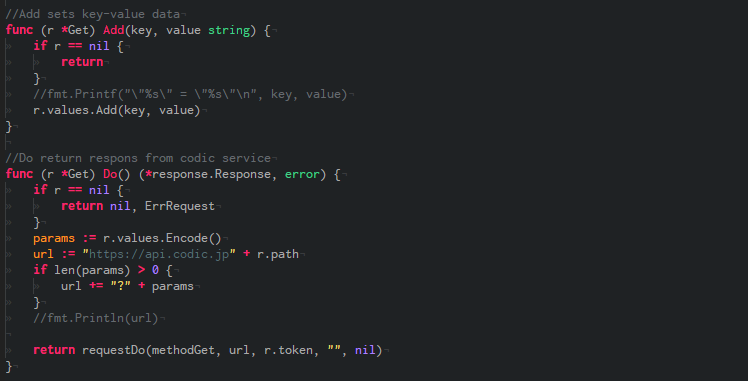 //Add sets key-value data
func (r *Get) Add(key, value string) {
    if r == nil {
        return
    }
    //fmt.Printf("\"%s\" = \"%s\"\n", key, value)
    r.values.Add(key, value)
}

//Do return respons from codic service
func (r *Get) Do() (*response.Response, error) {
    if r == nil {
        return nil, ErrRequest
    }
    params := r.values.Encode()
    url := "https://api.codic.jp" + r.path
    if len(params) > 0 {
        url += "?" + params
    }
    //fmt.Println(url)

    return requestDo(methodGet, url, r.token, "", nil)
}